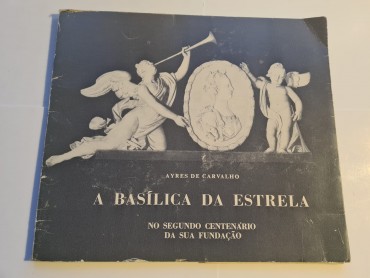 AYRES DE CARVALHO
A BASÍLICA DA ESTRELA
NO SEGUNDO CENTENÁRIO
DA SUA FUNDAÇÃO